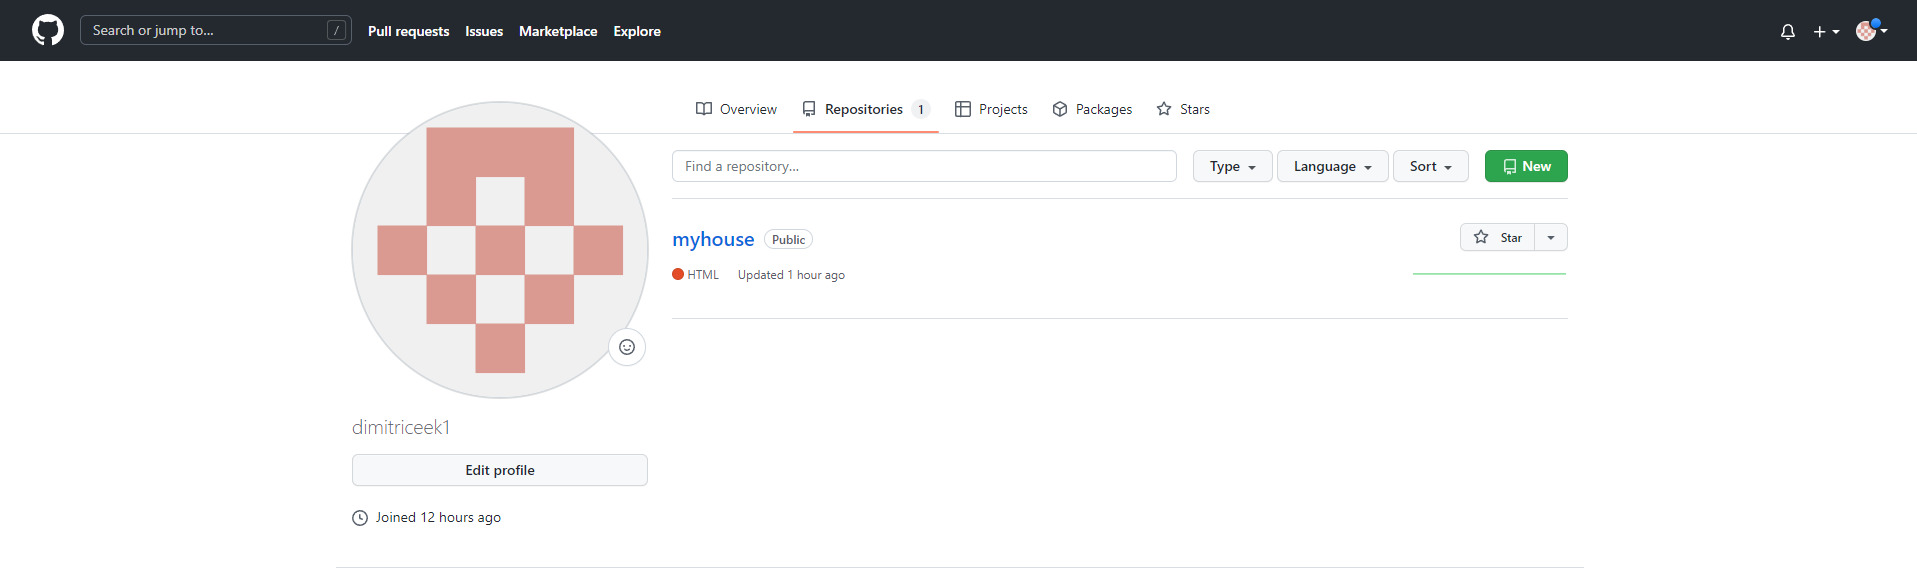 Search or jump to... / Pull requests Issues Marketplace Explore
Overview Repositories 1 Projects Packages Stars
Find a repository... Type Language Sort New
myhouse Public Star
HTML Updated 1 hour ago
dimitriceek1
Edit profile
Joined 12 hours ago